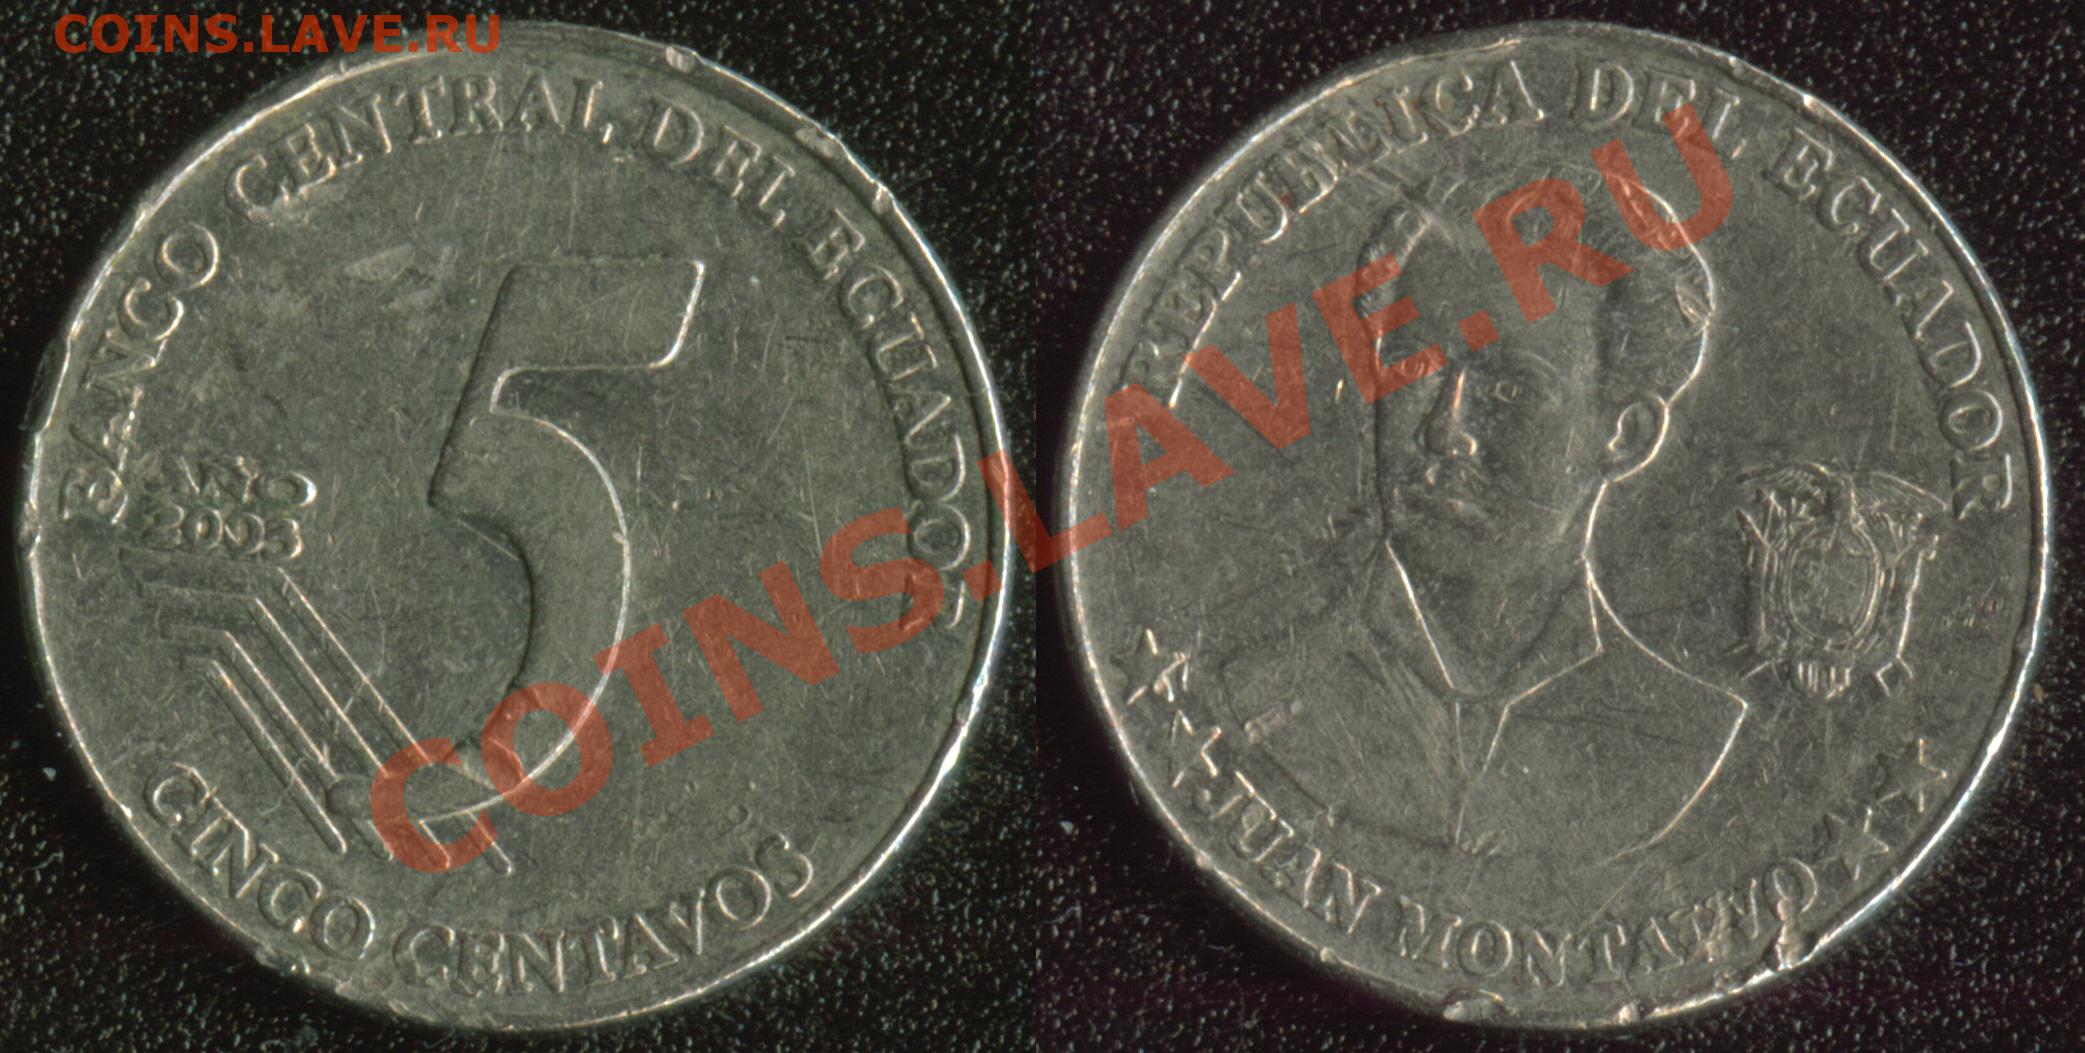 COINS.LAVE.RU
BANCO CENTRAL DEL ECUADOR
AÑO
2003
5
CINCO CENTAVOS
REPUBLICA DEL ECUADOR
JUAN MONTALVO
COINS.LAVE.RU